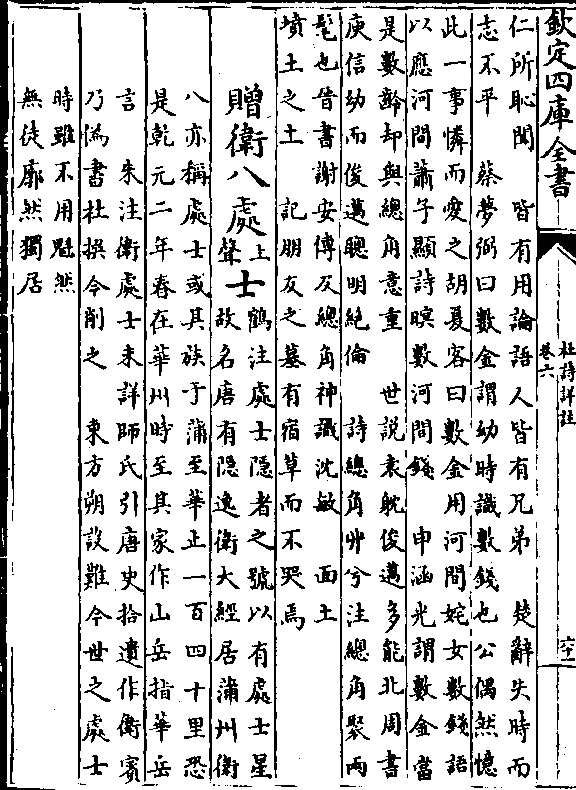 欽定四庫全書
杜詩詳註
卷六
六十一
仁所恥聞　皆有用論語人皆有兄弟　楚辭失時而
志不平　蔡夢弼曰數金謂幼時識數錢也公偶然憶
此一事憐而愛之胡夏客曰數金用河間姹女數錢語
以應河間蕭子顯詩瞑數河間錢　申涵光謂數金當
是數齡却與總角意重　世説袁躭俊邁多能北周書
庾信幼而俊邁聰明絶倫　詩總角丱兮注總角聚兩
髦也晉書謝安傳及總角神識沈敏　面土
墳土之土　記朋友之墓有宿草而不哭焉
贈衛八處上聲士
鶴注處士隱者之號以有處士星
故名唐有隱逸衛大經居蒲州衛
八亦稱處士或其族子蒲至華正一百四十里恐
是乾元二年春在華州時至其家作山岳指華岳
言　朱注衛處士未詳師氏引唐史拾遺作衛賓
乃偽書杜撰今削之　東方朔設難今世之處士
時雖不用魁然
無徒廓然獨居